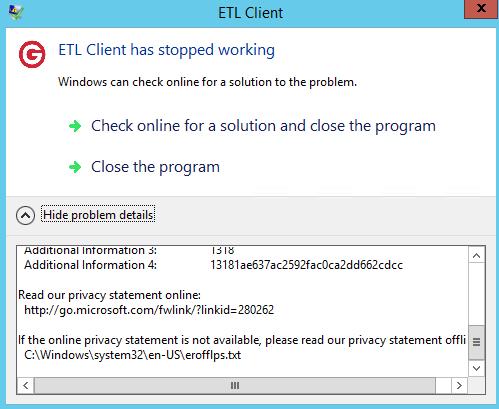 ETL Client
x
G
ETL Client has stopped working
Windows can check online for a solution to the problem.
Check online for a solution and close the program
Close the program
Hide problem details
Additional Information 3: 1318
Additional Information 4: 13181ae637ac2592fac0ca2dd662cdcc
Read our privacy statement online:
http://go.microsoft.com/fwlink/?linkid=280262
If the online privacy statement is not available, please read our privacy statement offli
C:\Windows\system32\en-US\erofflps.txt